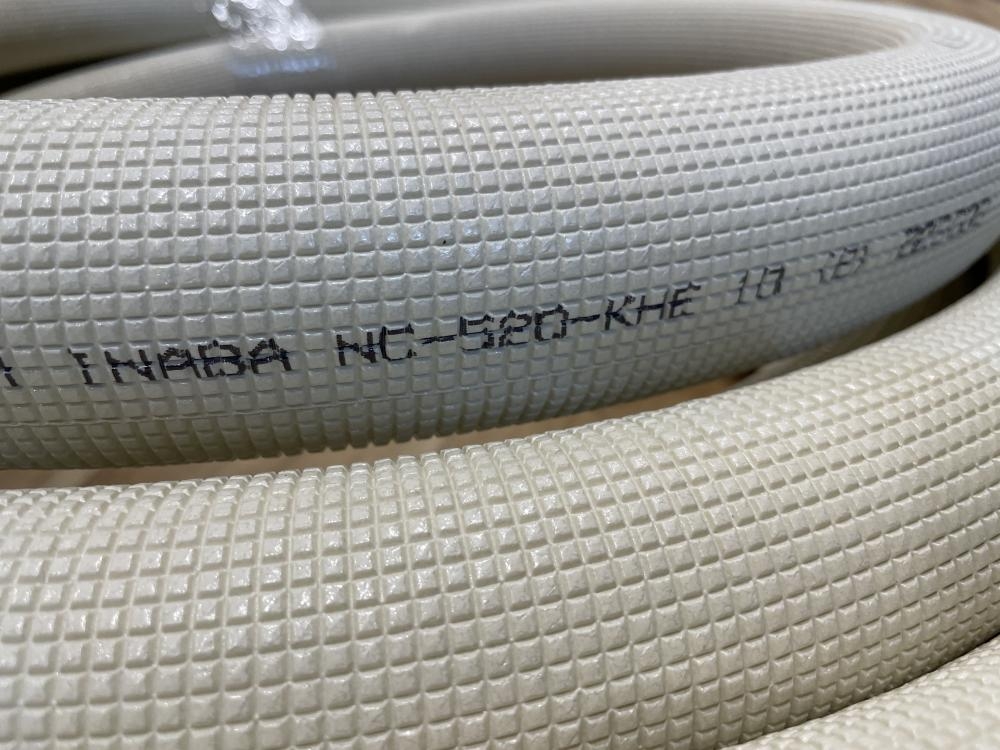 INABA NC-520-KHE 10 (B)